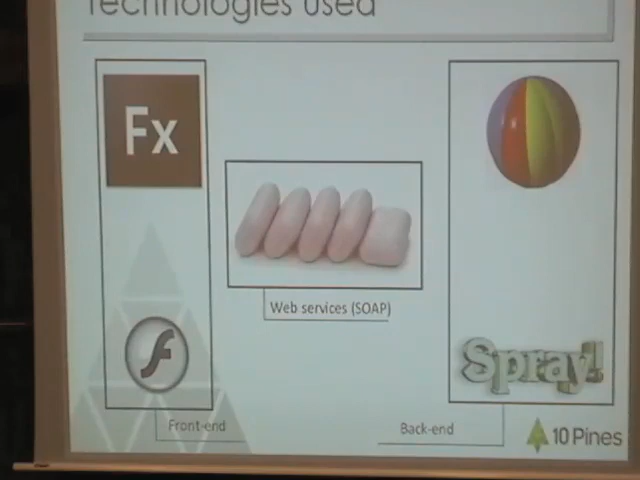 Technologies used
Fx
Web services (SOAP)
Spray!
Front-end
Back-end
10 Pines